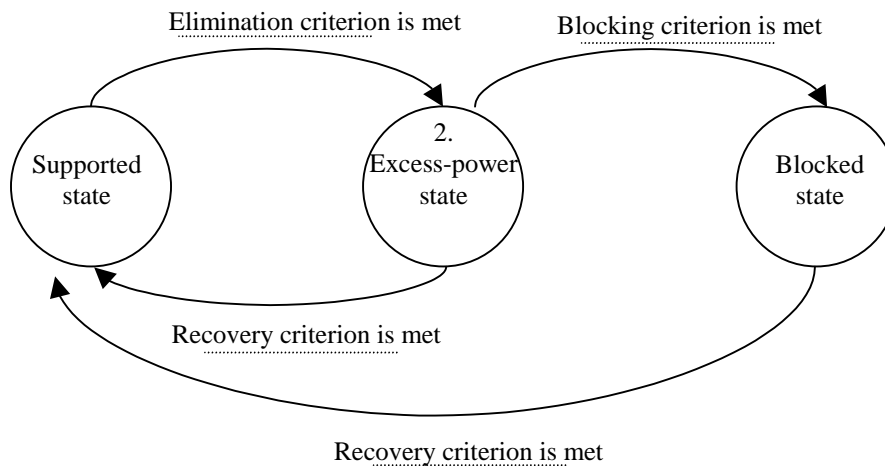 Elimination criterion is met
Blocking criterion is met
Supported
state
2.
Excess-power
state
Blocked
state
Recovery criterion is met
Recovery criterion is met